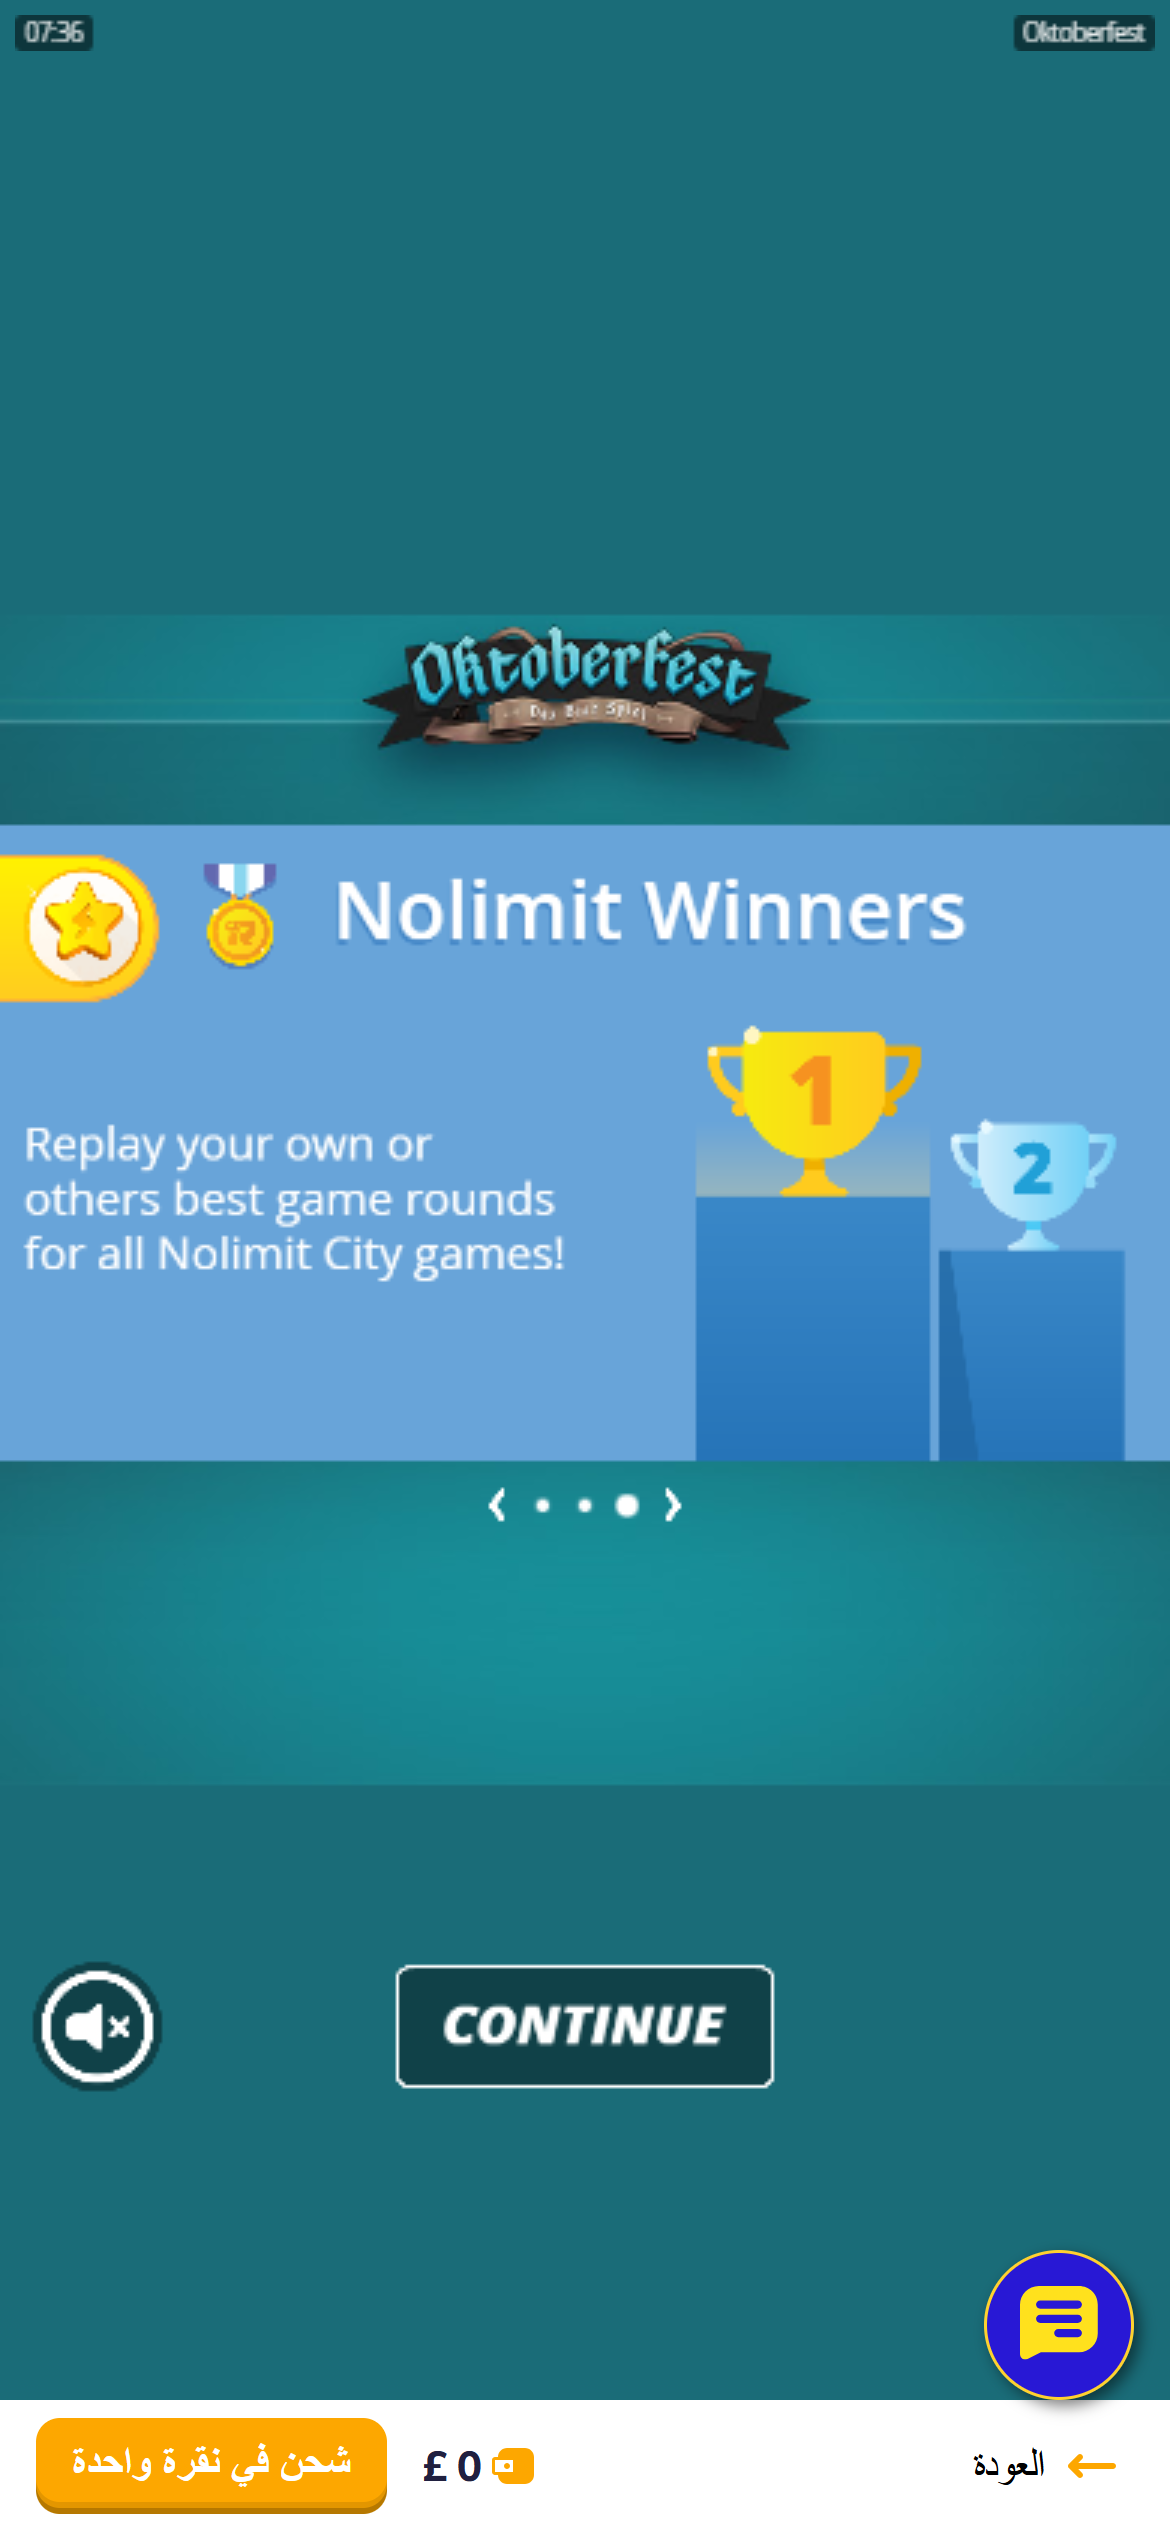 07:36
Oktoberfest
Oktoberfest
Das Beer Spiel
Nolimit Winners
Replay your own or
others best game rounds
for all Nolimit City games!
1
2
CONTINUE
العودة
£ 0
شحن في نقرة واحدة